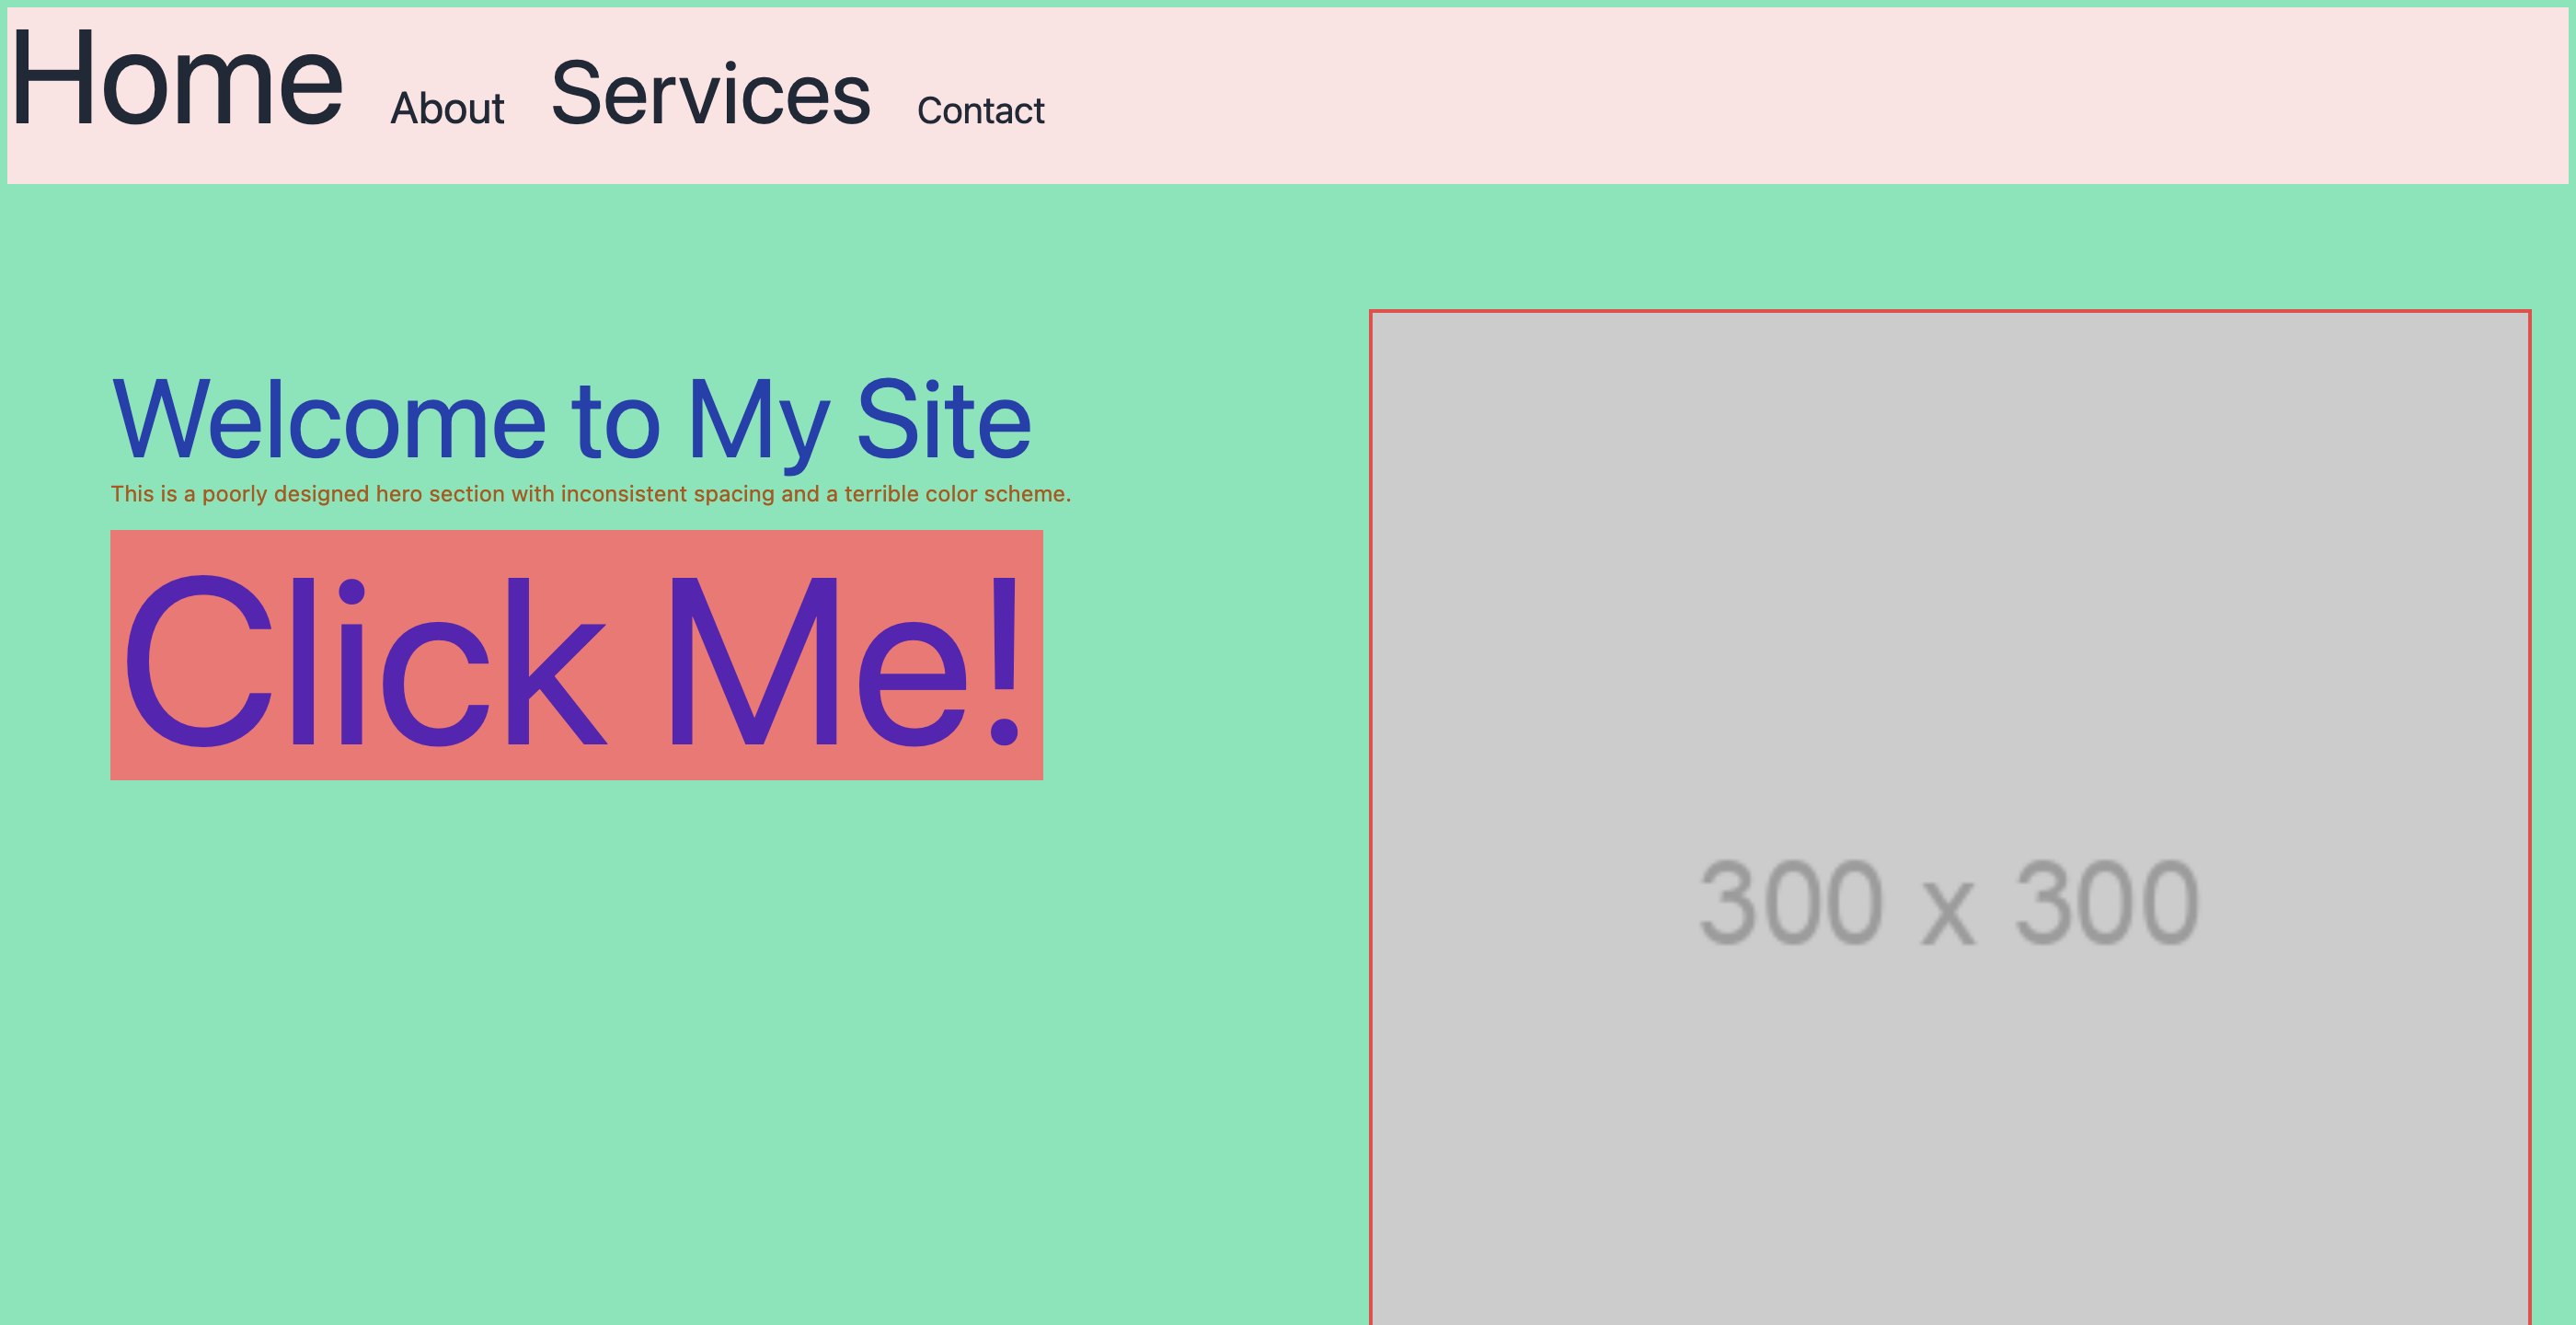 Home About Services Contact
Welcome to My Site
This is a poorly designed hero section with inconsistent spacing and a terrible color scheme.
Click Me!
300 x 300